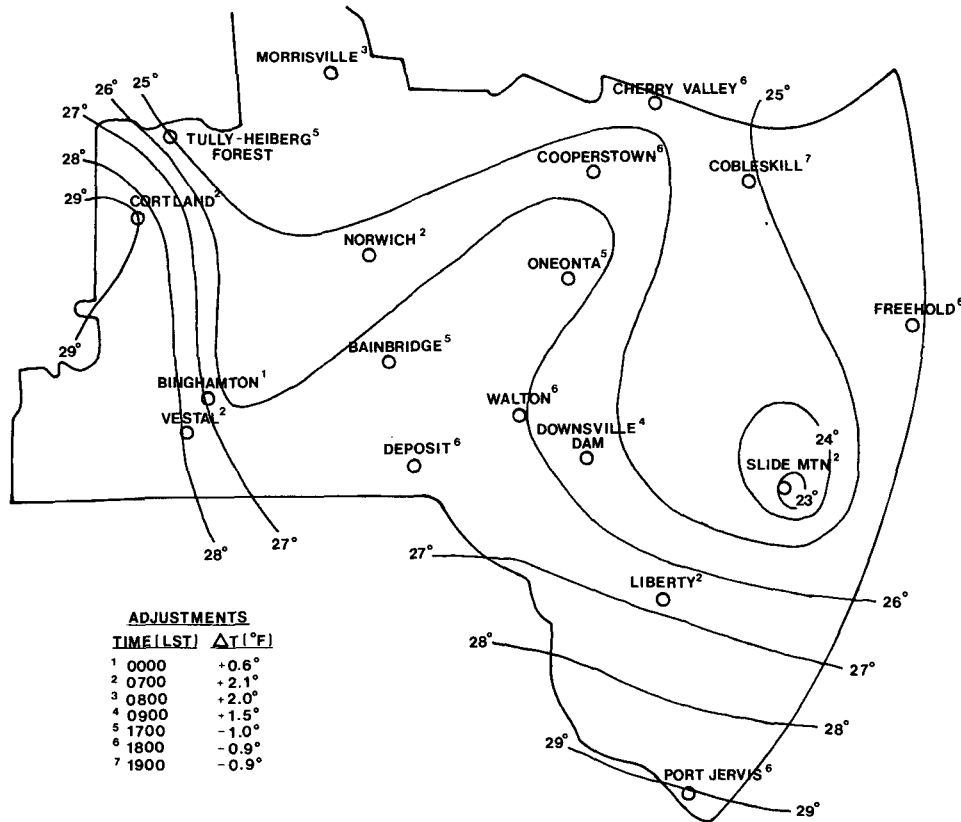 MORRISVILLE³
CHERRY VALLEY⁶
25°
26°
25°
27°
TULLY-HEIBERG⁵
FOREST
COOPERSTOWN⁶
COBLESKILL⁷
28°
29°
CORTLAND²
NORWICH²
ONEONTA⁵
FREEHOLD⁶
29°
BAINBRIDGE⁵
BINGHAMTON¹
WALTON⁶
VESTAL²
DOWNSVILLE⁴
DAM
24°
DEPOSIT⁶
SLIDE MTN²
23°
27°
28°
27°
LIBERTY²
26°
28°
27°
28°
29°
PORT JERVIS⁶
29°
ADJUSTMENTS
TIME(LST) ΔT(°F)
¹ 0000 +0.6°
² 0700 +2.1°
³ 0800 +2.0°
⁴ 0900 +1.5°
⁵ 1700 -1.0°
⁶ 1800 -0.9°
⁷ 1900 -0.9°